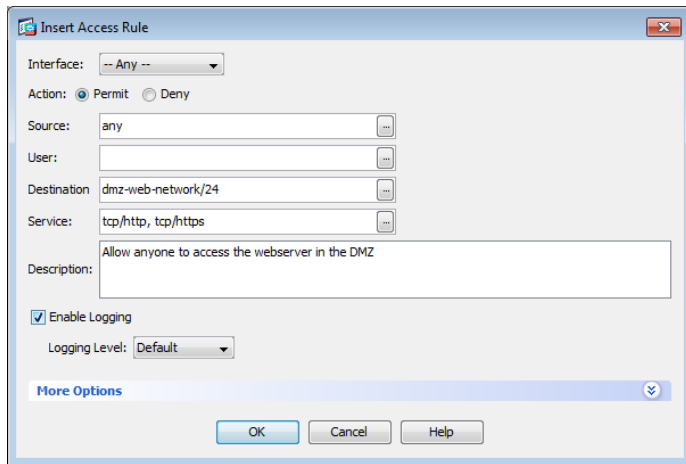 Insert Access Rule
Interface: -- Any --
Action: Permit Deny
Source: any ...
User: ...
Destination dmz-web-network/24 ...
Service: tcp/http, tcp/https ...
Description: Allow anyone to access the webserver in the DMZ
Enable Logging
Logging Level: Default
More Options
OK Cancel Help